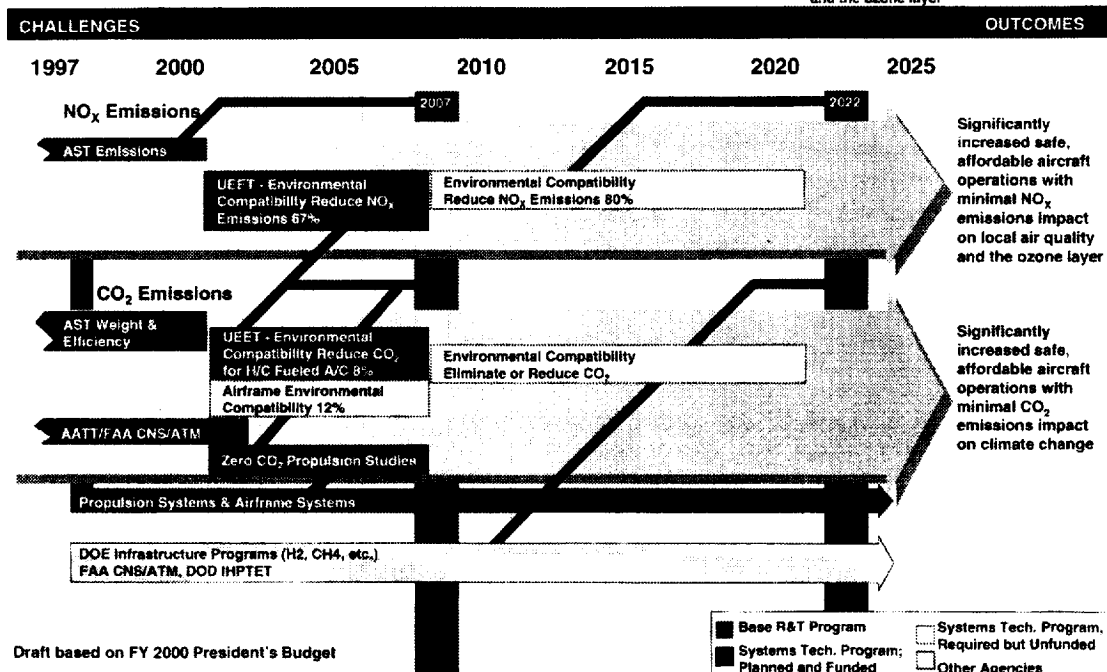 and the ozone layer
CHALLENGES
OUTCOMES
1997 2000 2005 2010 2015 2020 2025
NOX Emissions
2007
2022
AST Emissions
UEFT - Environmental
Compatibility Reduce NOX
Emissions 67%
Environmental Compatibility
Reduce NOX Emissions 80%
Significantly
increased safe,
affordable aircraft
operations with
minimal NOX
emissions impact
on local air quality
and the ozone layer
CO2 Emissions
AST Weight &
Efficiency
UEET - Environmental
Compatibility Reduce CO2
for H/C Fueled A/C 8%
Airframe Environmental
Compatibility 12%
Environmental Compatibility
Eliminate or Reduce CO2
AATT/FAA CNS/ATM
Zero CO2 Propulsion Studies
Significantly
increased safe,
affordable aircraft
operations with
minimal CO2
emissions impact
on climate change
Propulsion Systems & Airframe Systems
DOE Infrastructure Programs (H2, CH4, etc.)
FAA CNS/ATM, DOD IHPTET
Draft based on FY 2000 President's Budget
Base R&T Program
Systems Tech. Program;
Planned and Funded
Systems Tech. Program,
Required but Unfunded
Other Agencies